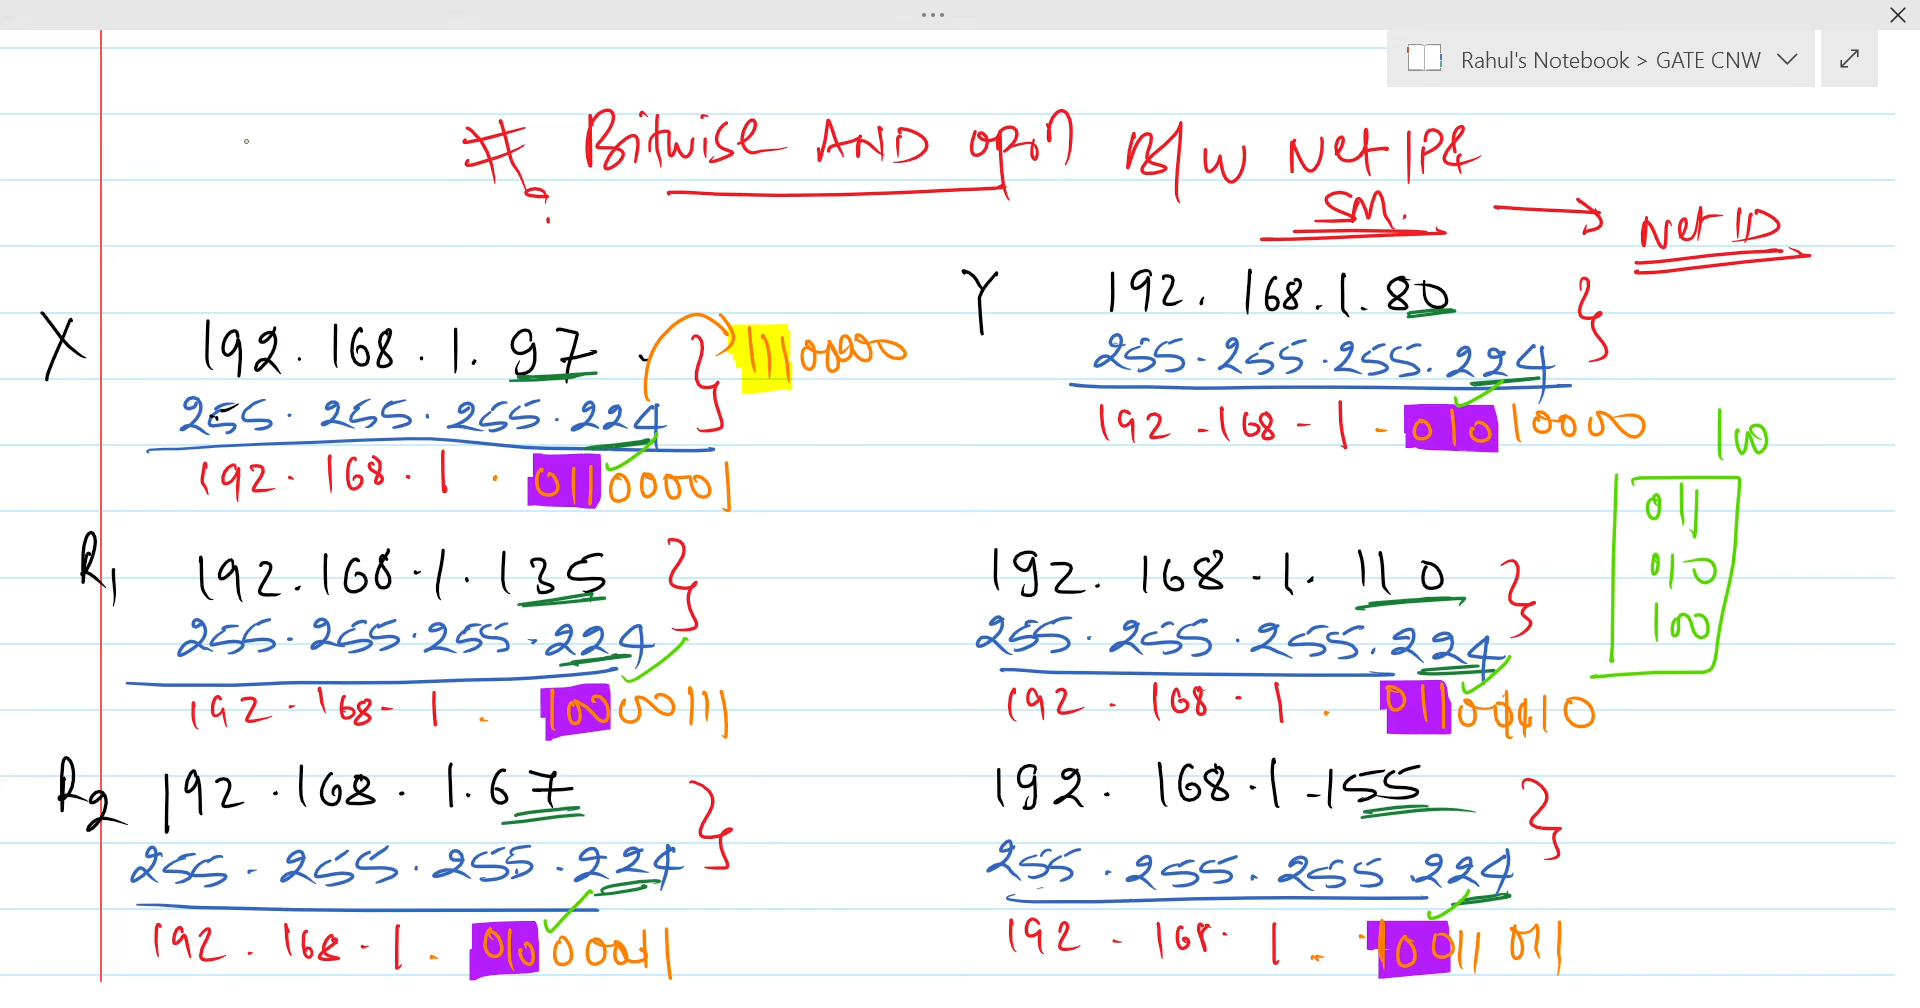 Rahul's Notebook > GATE CNW
# Bitwise AND oprn B/W Net IP &
SM. → Net ID
X 192.168.1.97
255.255.255.224
11100000
192.168.1.01100001
Y 192.168.1.80
255.255.255.224
192.168.1.01010000
100
011
010
100
R1 192.168.1.135
255.255.255.224
192.168.1.10000111
192.168.1.110
255.255.255.224
192.168.1.011
R2 192.168.1.67
255.255.255.224
192.168.1.01000011
192.168.1.155
255.255.255.224
192.168.1.10011011